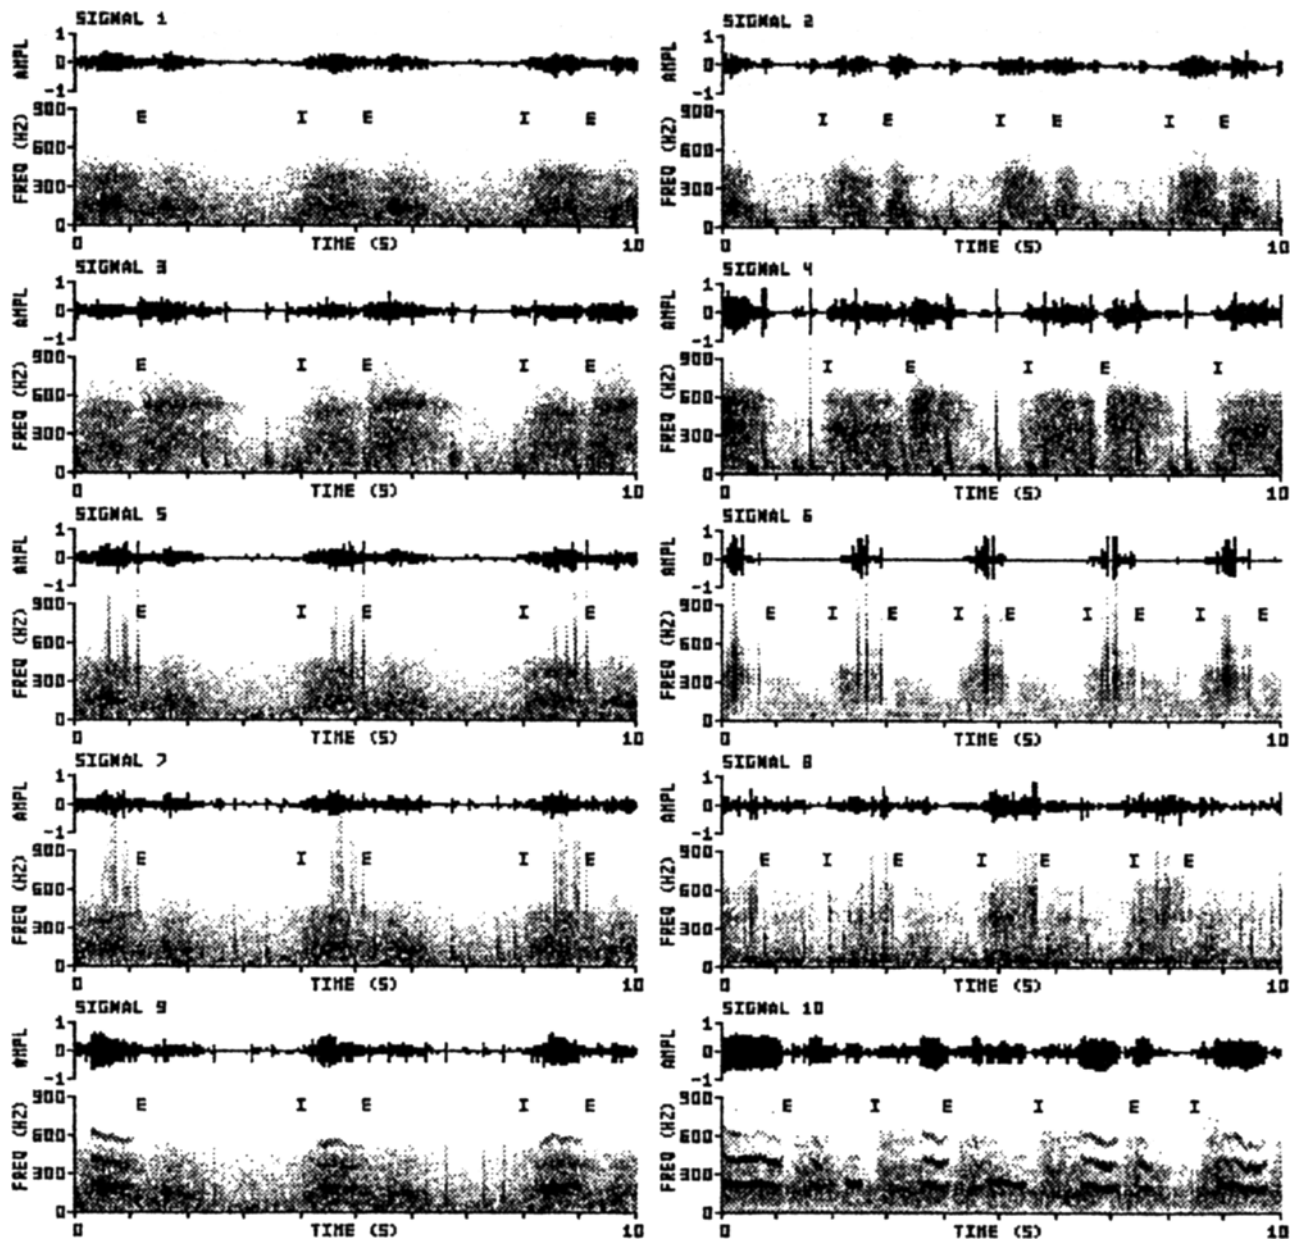 SIGNAL 1
AMPL
1
0
-1
FREQ (HZ)
900
600
300
0
E I E I E
0 TIME (S) 10
SIGNAL 2
AMPL
1
0
-1
FREQ (HZ)
900
600
300
0
I E I E I E
0 TIME (S) 10
SIGNAL 3
AMPL
1
0
-1
FREQ (HZ)
900
600
300
0
E I E I E
0 TIME (S) 10
SIGNAL 4
AMPL
1
0
-1
FREQ (HZ)
900
600
300
0
I E I E I
0 TIME (S) 10
SIGNAL 5
AMPL
1
0
-1
FREQ (HZ)
900
600
300
0
E I E I E
0 TIME (S) 10
SIGNAL 6
AMPL
1
0
-1
FREQ (HZ)
900
600
300
0
E I E I E I E I E
0 TIME (S) 10
SIGNAL 7
AMPL
1
0
-1
FREQ (HZ)
900
600
300
0
E I E I E
0 TIME (S) 10
SIGNAL 8
AMPL
1
0
-1
FREQ (HZ)
900
600
300
0
E I E I E I E
0 TIME (S) 10
SIGNAL 9
AMPL
1
0
-1
FREQ (HZ)
900
600
300
0
E I E I E
0 TIME (S) 10
SIGNAL 10
AMPL
1
0
-1
FREQ (HZ)
900
600
300
0
E I E I E I
0 TIME (S) 10